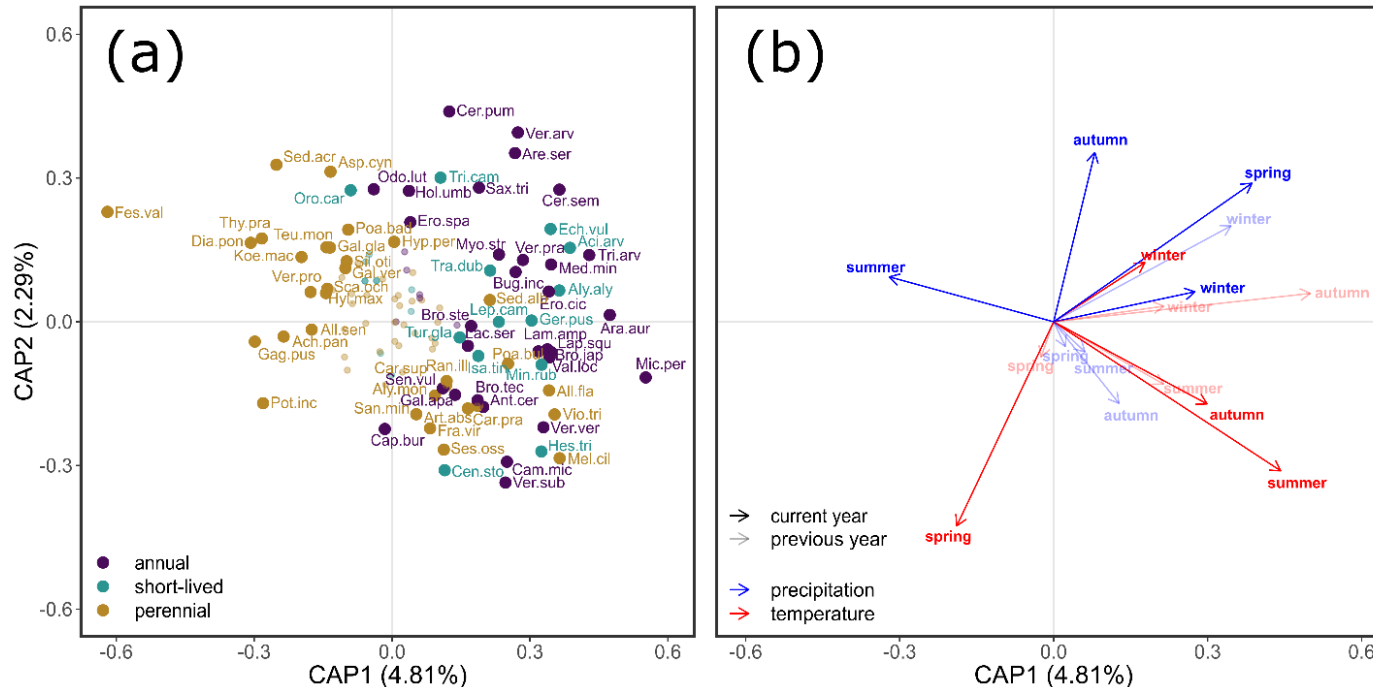 (a)
0.6
0.3
0.0
-0.3
-0.6
CAP2 (2.29%)
Cer.pum
Ver.arv
Are.ser
Sed.acr
Asp.cyn
Odo.lut
Tri.cam
Oro.car
Hol.umb
Sax.tri
Cer.sem
Fes.val
Ero.spa
Thy.pra
Poa.bad
Ech.vul
Teu.mon
Dia.pon
Hyp.per
Myo.str
Ver.pra
Aci.arv
Gal.gla
Koe.mac
Tri.arv
Sil.oti
Tra.dub
Med.min
Gal.ver
Ver.pro
Bug.inc
Sca.och
Aly.aly
Hyl.max
Sed.alb
Ero.cic
Bro.ste
Lep.cam
Ger.pus
Ara.aur
All.sen
Tur.gla
Lac.ser
Lam.amp
Lap.squ
Ach.pan
Gag.pus
Poa.bul
Bro.jap
Val.loc
Car.sup
Ran.ill
Isa.tin
Min.rub
Mic.per
Sen.vul
Aly.mon
Bro.tec
All.fla
Pot.inc
Gal.apa
Ant.cer
San.min
Art.abs
Car.pra
Vio.tri
Cap.bur
Fra.vir
Ver.ver
Ses.oss
Hes.tri
Cen.sto
Cam.mic
Mel.cil
Ver.sub
annual
short-lived
perennial
-0.6
-0.3
0.0
0.3
0.6
CAP1 (4.81%)
(b)
autumn
spring
winter
winter
summer
winter
autumn
winter
spring
spring
summer
summer
autumn
autumn
summer
spring
current year
previous year
precipitation
temperature
-0.6
-0.3
0.0
0.3
0.6
CAP1 (4.81%)